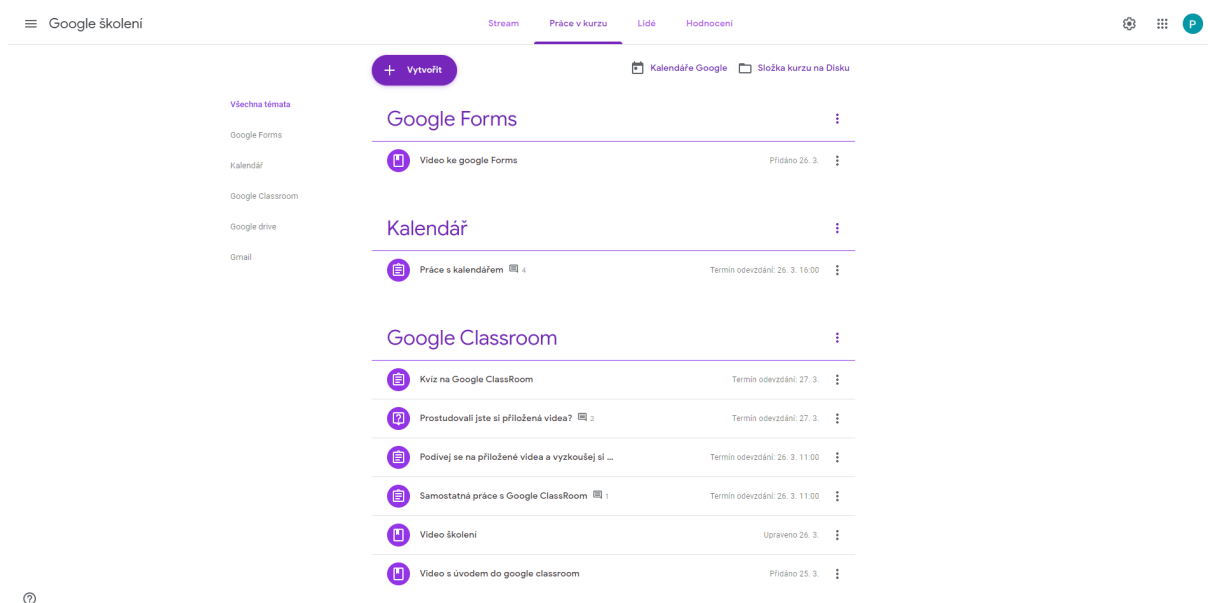 Google školení
Stream Práce v kurzu Lidé Hodnocení
P
Vytvořit
Kalendáře Google Složka kurzu na Disku
Všechna témata
Google Forms
Kalendář
Google Classroom
Google drive
Gmail
Google Forms
Video ke google Forms Přidáno 26. 3.
Kalendář
Práce s kalendářem 4 Termín odevzdání: 26. 3. 16:00
Google Classroom
Kvíz na Google ClassRoom Termín odevzdání: 27. 3.
Prostudovali jste si přiložená videa? 2 Termín odevzdání: 27. 3.
Podívej se na přiložené videa a vyzkoušej si ... Termín odevzdání: 26. 3. 11:00
Samostatná práce s Google ClassRoom 1 Termín odevzdání: 26. 3. 11:00
Video školení Upraveno 26. 3.
Video s úvodem do google classroom Přidáno 25. 3.